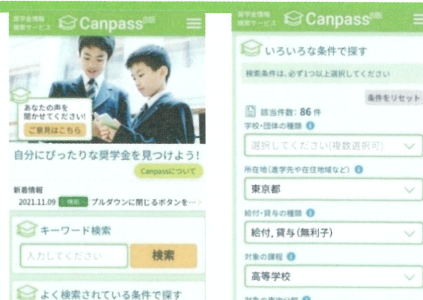 奨学金情報
検索サービス
Canpass
あなたの声を
聞かせてください!
ご意見はこちら
自分にぴったりな奨学金を見つけよう!
Canpassについて
新着情報
2021.11.09
プルダウンに閉じるボタンを…
キーワード検索
入力してください
検索
よく検索されている条件で探す
奨学金情報
検索サービス
Canpass
いろいろな条件で探す
検索条件は、必ず1つ以上選択してください
条件をリセット
該当件数: 86 件
学校・団体の種類
選択してください(複数選択可)
所在地(進学先や在住地域など)
東京都
給付・貸与の種類
給付, 貸与(無利子)
対象の課程
高等学校